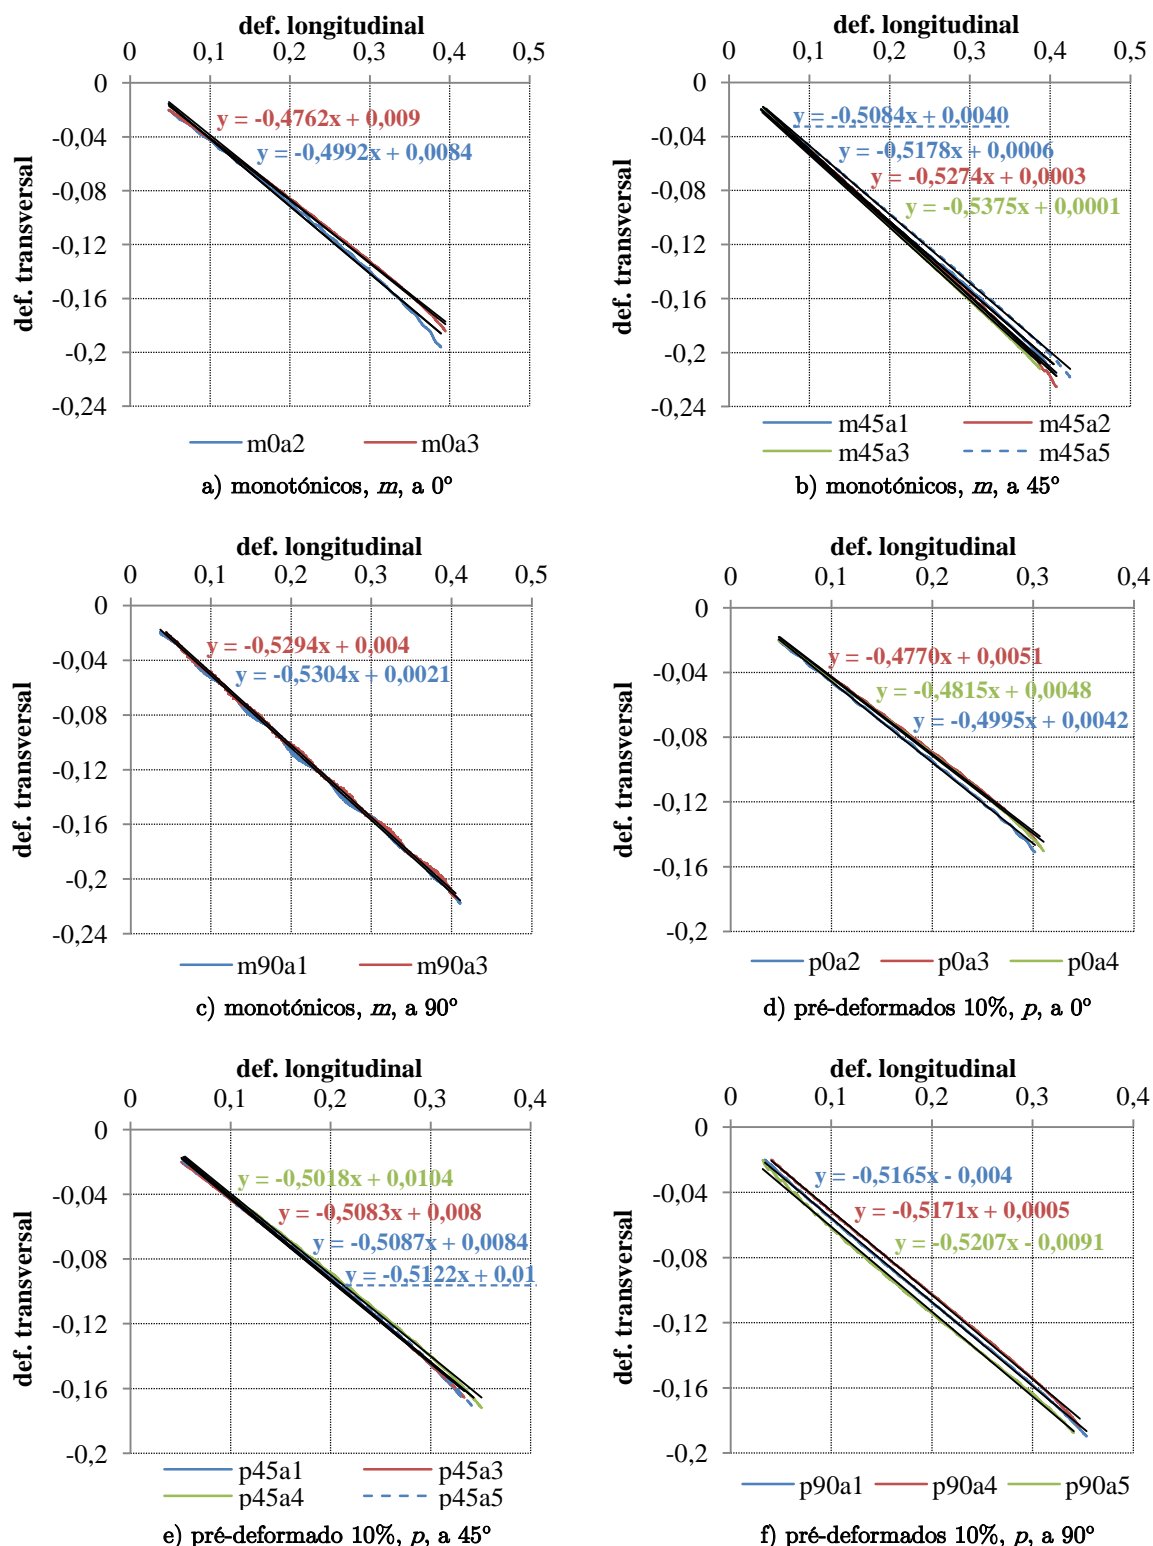 def. longitudinal
0 0,1 0,2 0,3 0,4 0,5
def. transversal
0
-0,04
-0,08
-0,12
-0,16
-0,2
-0,24
y = -0,4762x + 0,009
y = -0,4992x + 0,0084
m0a2 m0a3
a) monotónicos, m, a 0º
def. longitudinal
0 0,1 0,2 0,3 0,4 0,5
def. transversal
0
-0,04
-0,08
-0,12
-0,16
-0,2
-0,24
y = -0,5084x + 0,0040
y = -0,5178x + 0,0006
y = -0,5274x + 0,0003
y = -0,5375x + 0,0001
m45a1 m45a2
m45a3 m45a5
b) monotónicos, m, a 45º
def. longitudinal
0 0,1 0,2 0,3 0,4 0,5
def. transversal
0
-0,04
-0,08
-0,12
-0,16
-0,2
-0,24
y = -0,5294x + 0,004
y = -0,5304x + 0,0021
m90a1 m90a3
c) monotónicos, m, a 90º
def. longitudinal
0 0,1 0,2 0,3 0,4
def. transversal
0
-0,04
-0,08
-0,12
-0,16
-0,2
y = -0,4770x + 0,0051
y = -0,4815x + 0,0048
y = -0,4995x + 0,0042
p0a2 p0a3 p0a4
d) pré-deformados 10%, p, a 0º
def. longitudinal
0 0,1 0,2 0,3 0,4
def. transversal
0
-0,04
-0,08
-0,12
-0,16
-0,2
y = -0,5018x + 0,0104
y = -0,5083x + 0,008
y = -0,5087x + 0,0084
y = -0,5122x + 0,01
p45a1 p45a3
p45a4 p45a5
e) pré-deformado 10%, p, a 45º
def. longitudinal
0 0,1 0,2 0,3 0,4
def. transversal
0
-0,04
-0,08
-0,12
-0,16
-0,2
y = -0,5165x - 0,004
y = -0,5171x + 0,0005
y = -0,5207x - 0,0091
p90a1 p90a4 p90a5
f) pré-deformados 10%, p, a 90º